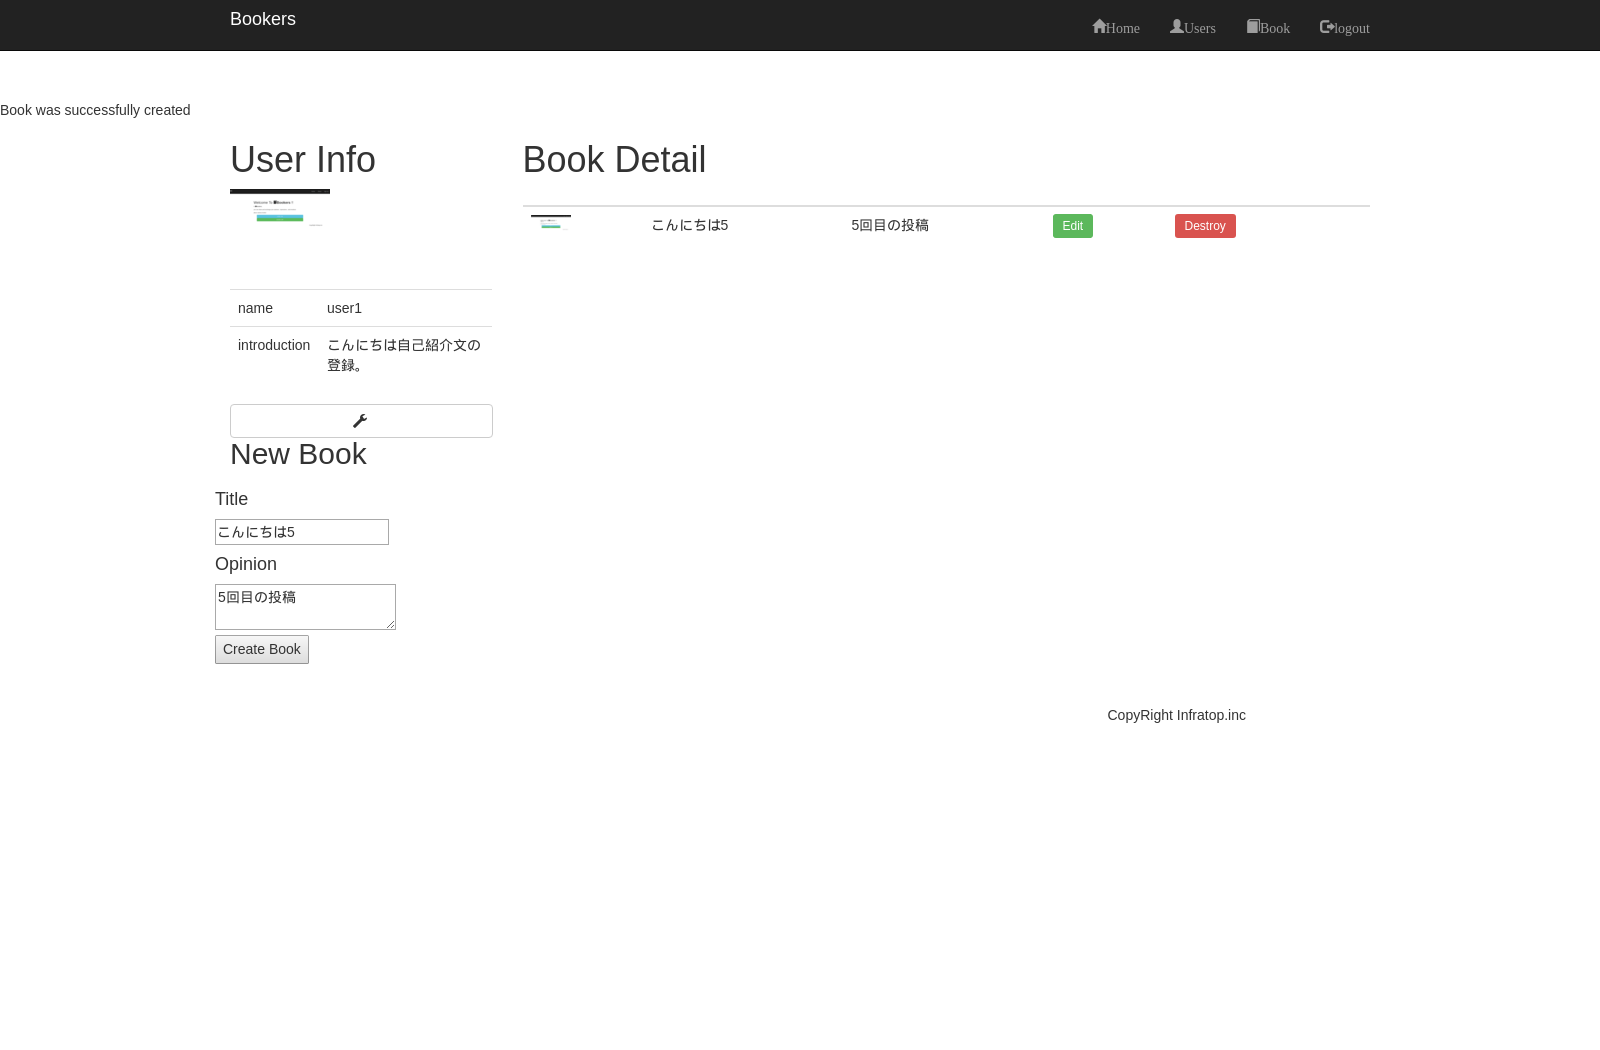 Bookers
Home Users Book logout
Book was successfully created
User Info
name user1
introduction こんにちは自己紹介文の
登録。
New Book
Title
こんにちは5
Opinion
5回目の投稿
Create Book
Book Detail
こんにちは5 5回目の投稿 Edit Destroy
CopyRight Infratop.inc